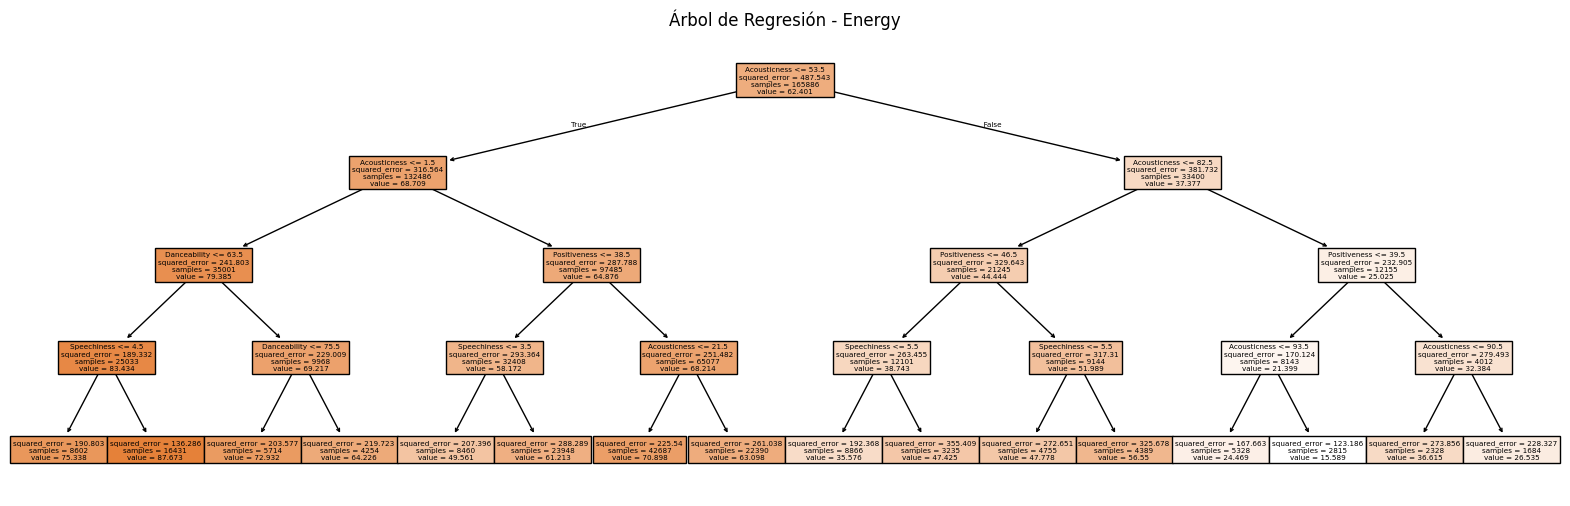 Árbol de Regresión - Energy
Acousticness <= 53.5
squared_error = 487.543
samples = 165886
value = 62.401
True
False
Acousticness <= 1.5
squared_error = 316.564
samples = 132486
value = 68.709
Acousticness <= 82.5
squared_error = 381.732
samples = 33400
value = 37.377
Danceability <= 63.5
squared_error = 241.803
samples = 35001
value = 79.385
Positiveness <= 38.5
squared_error = 287.788
samples = 97485
value = 64.876
Positiveness <= 46.5
squared_error = 329.643
samples = 21245
value = 44.444
Positiveness <= 39.5
squared_error = 232.905
samples = 12155
value = 25.025
Speechiness <= 4.5
squared_error = 189.332
samples = 25033
value = 83.434
Danceability <= 75.5
squared_error = 229.009
samples = 9968
value = 69.217
Speechiness <= 3.5
squared_error = 293.364
samples = 32408
value = 58.172
Acousticness <= 21.5
squared_error = 251.482
samples = 65077
value = 68.214
Speechiness <= 5.5
squared_error = 263.455
samples = 12101
value = 38.743
Speechiness <= 5.5
squared_error = 317.31
samples = 9144
value = 51.989
Acousticness <= 93.5
squared_error = 170.124
samples = 8143
value = 21.399
Acousticness <= 90.5
squared_error = 279.493
samples = 4012
value = 32.384
squared_error = 190.803
samples = 8602
value = 75.338
squared_error = 136.286
samples = 16431
value = 87.673
squared_error = 203.577
samples = 5714
value = 72.932
squared_error = 219.723
samples = 4254
value = 64.226
squared_error = 207.396
samples = 8460
value = 49.561
squared_error = 288.289
samples = 23948
value = 61.213
squared_error = 225.54
samples = 42687
value = 70.898
squared_error = 261.038
samples = 22390
value = 63.098
squared_error = 192.368
samples = 8866
value = 35.576
squared_error = 355.409
samples = 3235
value = 47.425
squared_error = 272.651
samples = 4755
value = 47.778
squared_error = 325.678
samples = 4389
value = 56.55
squared_error = 167.663
samples = 5328
value = 24.469
squared_error = 123.186
samples = 2815
value = 15.589
squared_error = 273.856
samples = 2328
value = 36.615
squared_error = 228.327
samples = 1684
value = 26.535